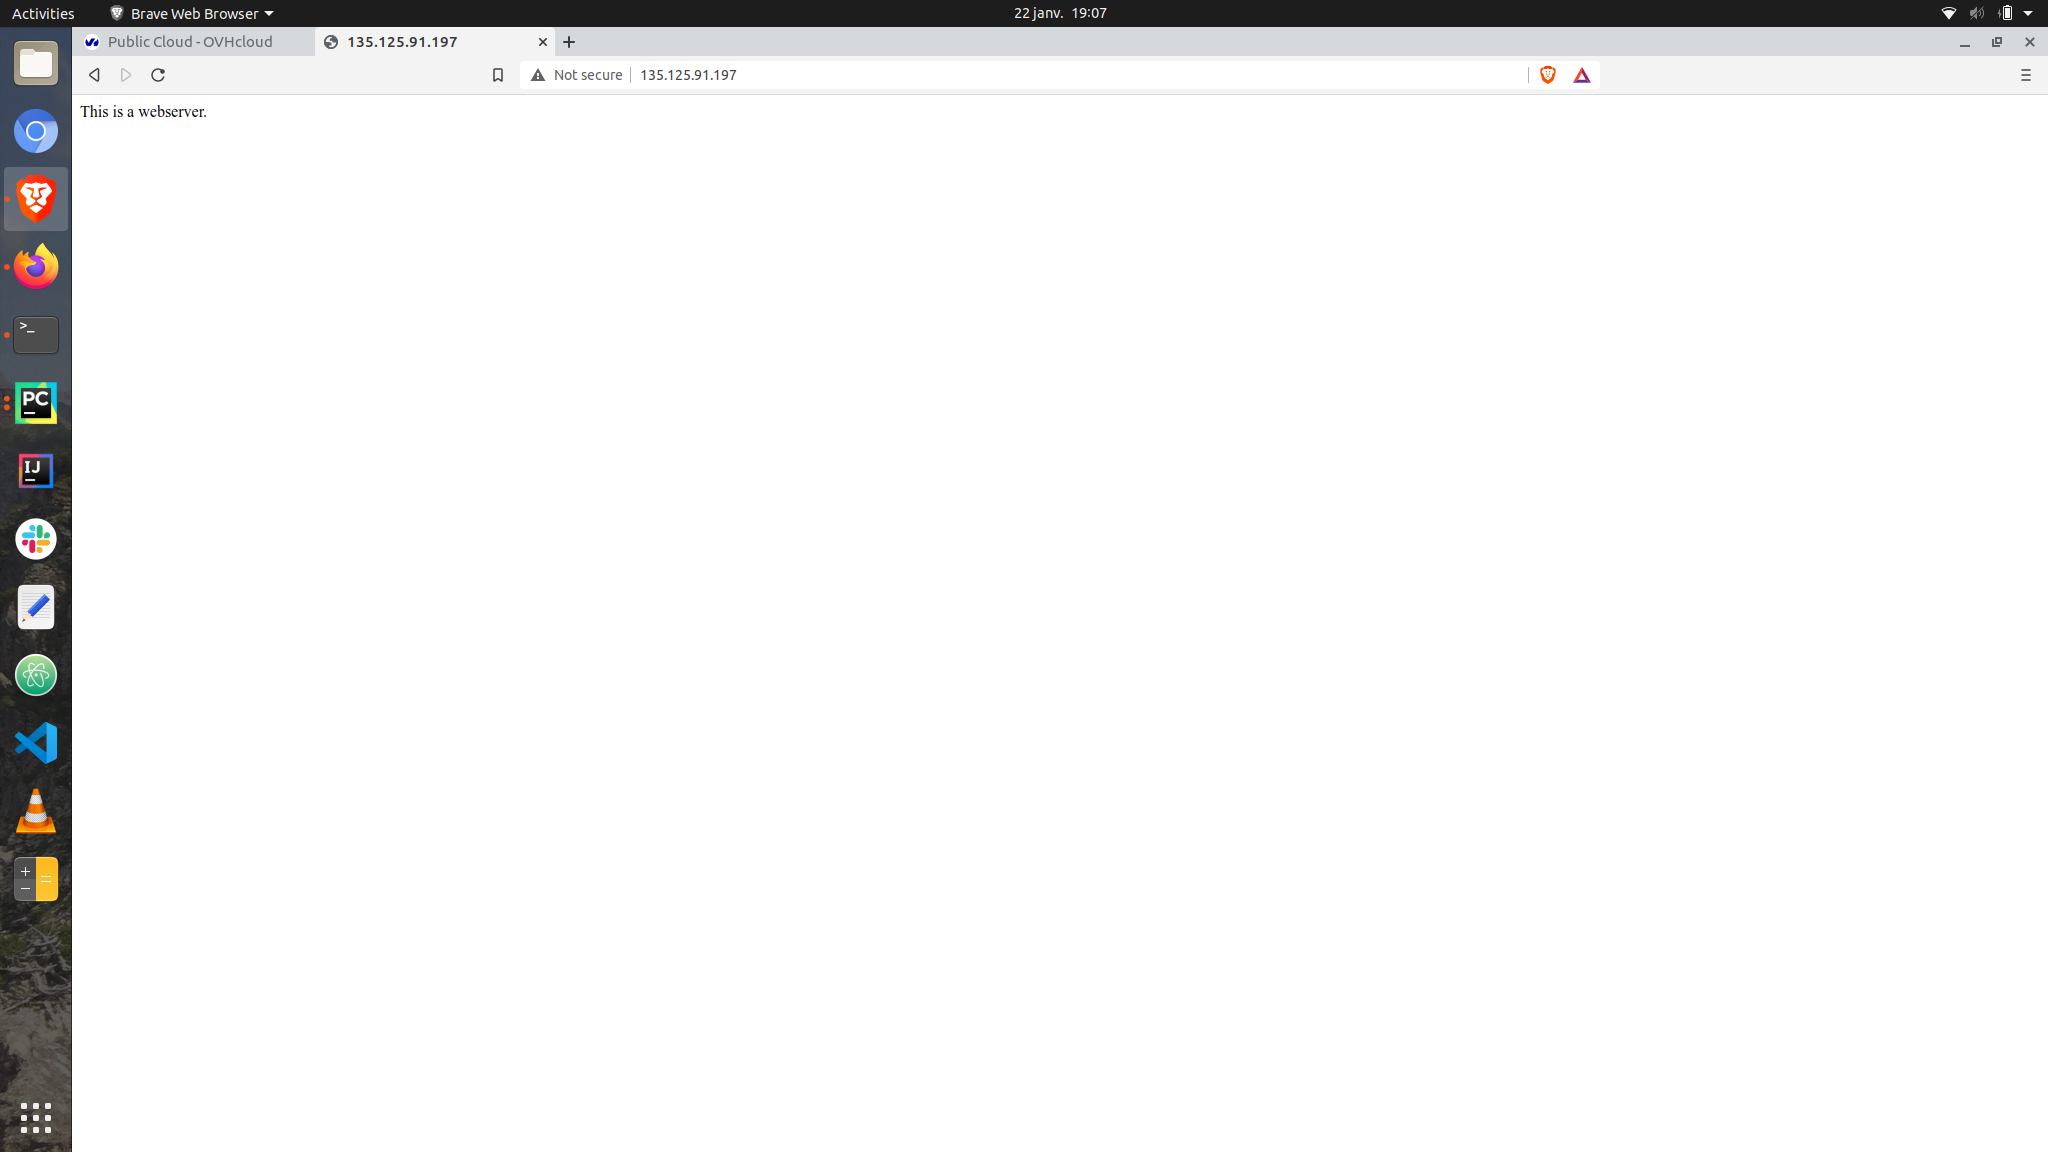 Activities
Brave Web Browser
22 janv. 19:07
Public Cloud - OVHcloud
135.125.91.197
Not secure
135.125.91.197
This is a webserver.
>_
PC
IJ